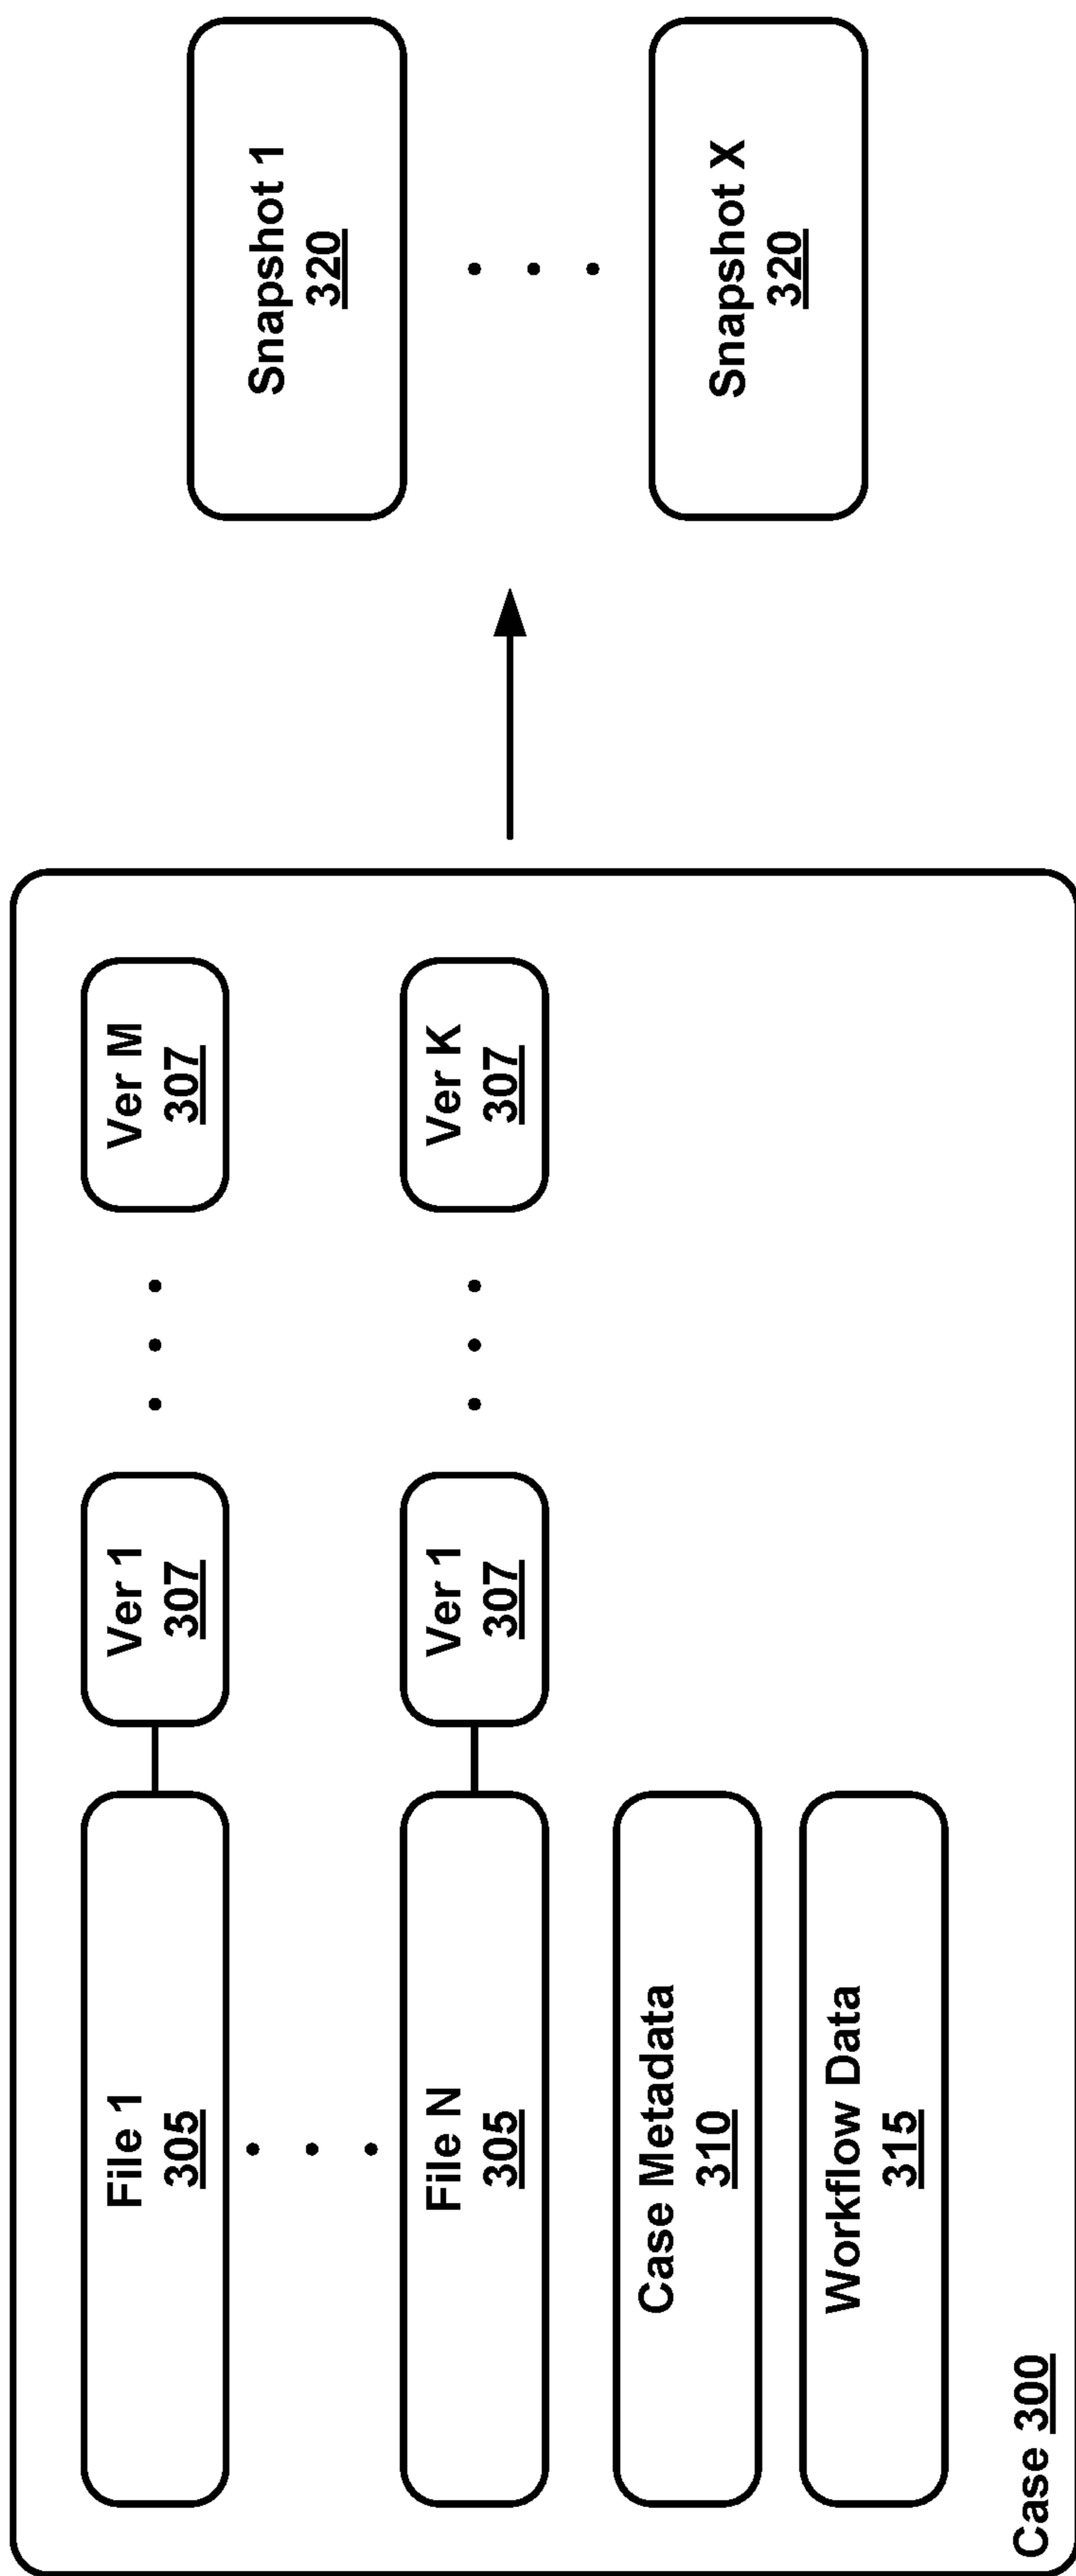 File 1
305
Ver 1
307
Ver M
307
File N
305
Ver 1
307
Ver K
307
Case Metadata
310
Workflow Data
315
Case 300
Snapshot 1
320
Snapshot X
320